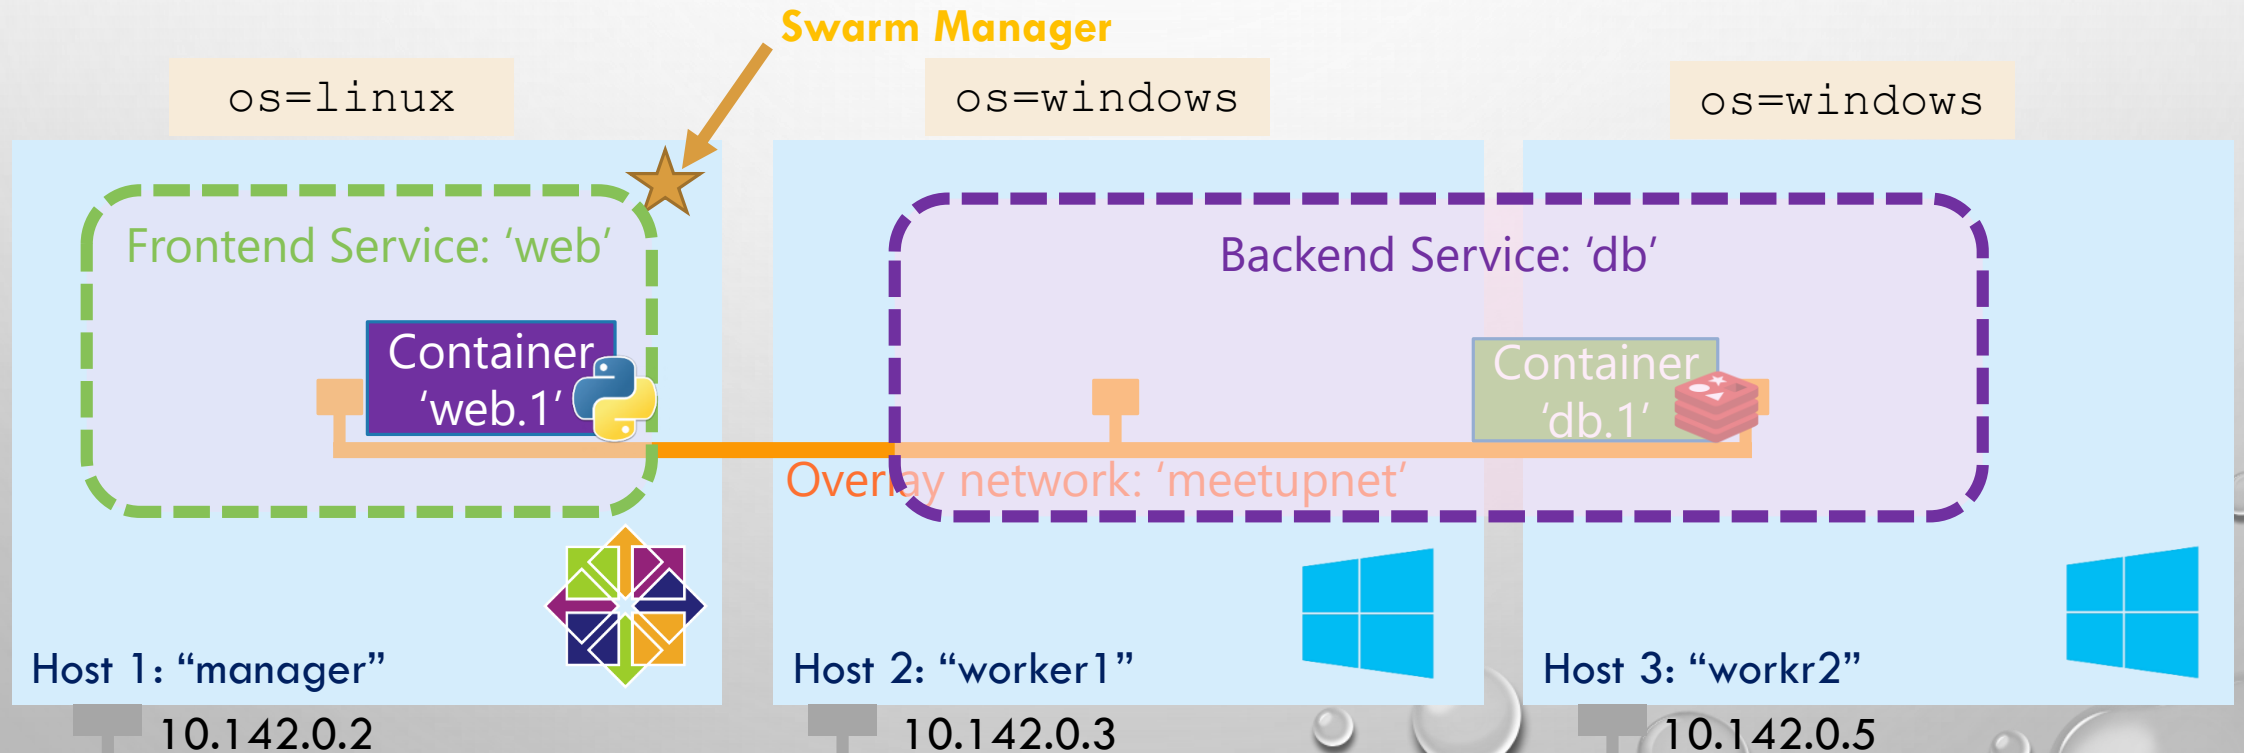 Swarm Manager
os=linux
os=windows
os=windows
Frontend Service: ‘web’
Backend Service: ‘db’
Container
‘web.1’
Container
‘db.1’
Overlay network: ‘meetupnet’
Host 1: “manager”
Host 2: “worker1”
Host 3: “workr2”
10.142.0.2
10.142.0.3
10.142.0.5